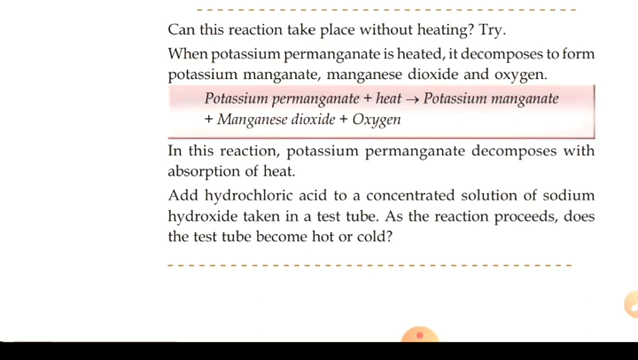 Can this reaction take place without heating? Try.
When potassium permanganate is heated, it decomposes to form
potassium manganate, manganese dioxide and oxygen.
Potassium permanganate + heat → Potassium manganate
+ Manganese dioxide + Oxygen
In this reaction, potassium permanganate decomposes with
absorption of heat.
Add hydrochloric acid to a concentrated solution of sodium
hydroxide taken in a test tube. As the reaction proceeds, does
the test tube become hot or cold?